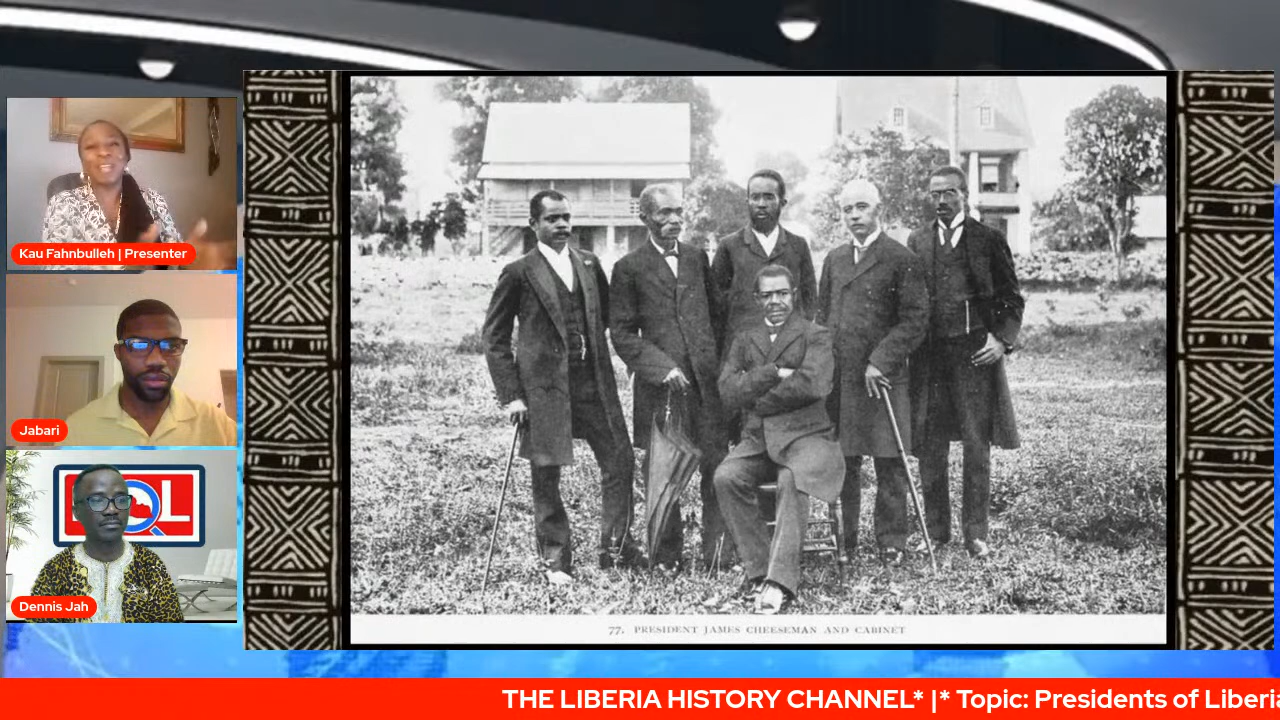 Kau Fahnbulleh | Presenter
Jabari
Dennis Jah
77. PRESIDENT JAMES CHEESEMAN AND CABINET
THE LIBERIA HISTORY CHANNEL* |* Topic: Presidents of Liberia